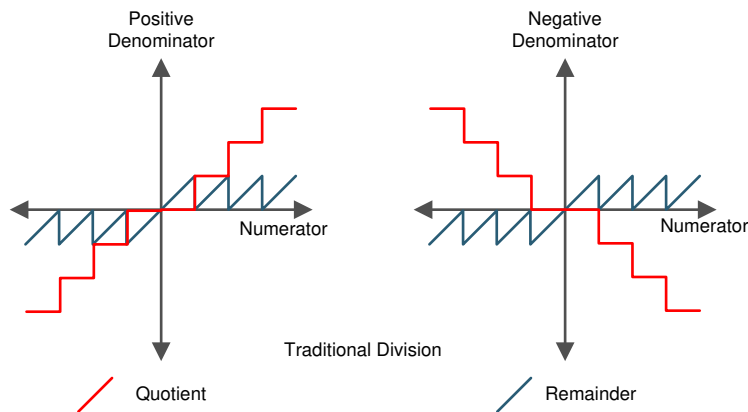 Positive
Denominator
Negative
Denominator
Numerator
Numerator
Traditional Division
Quotient
Remainder